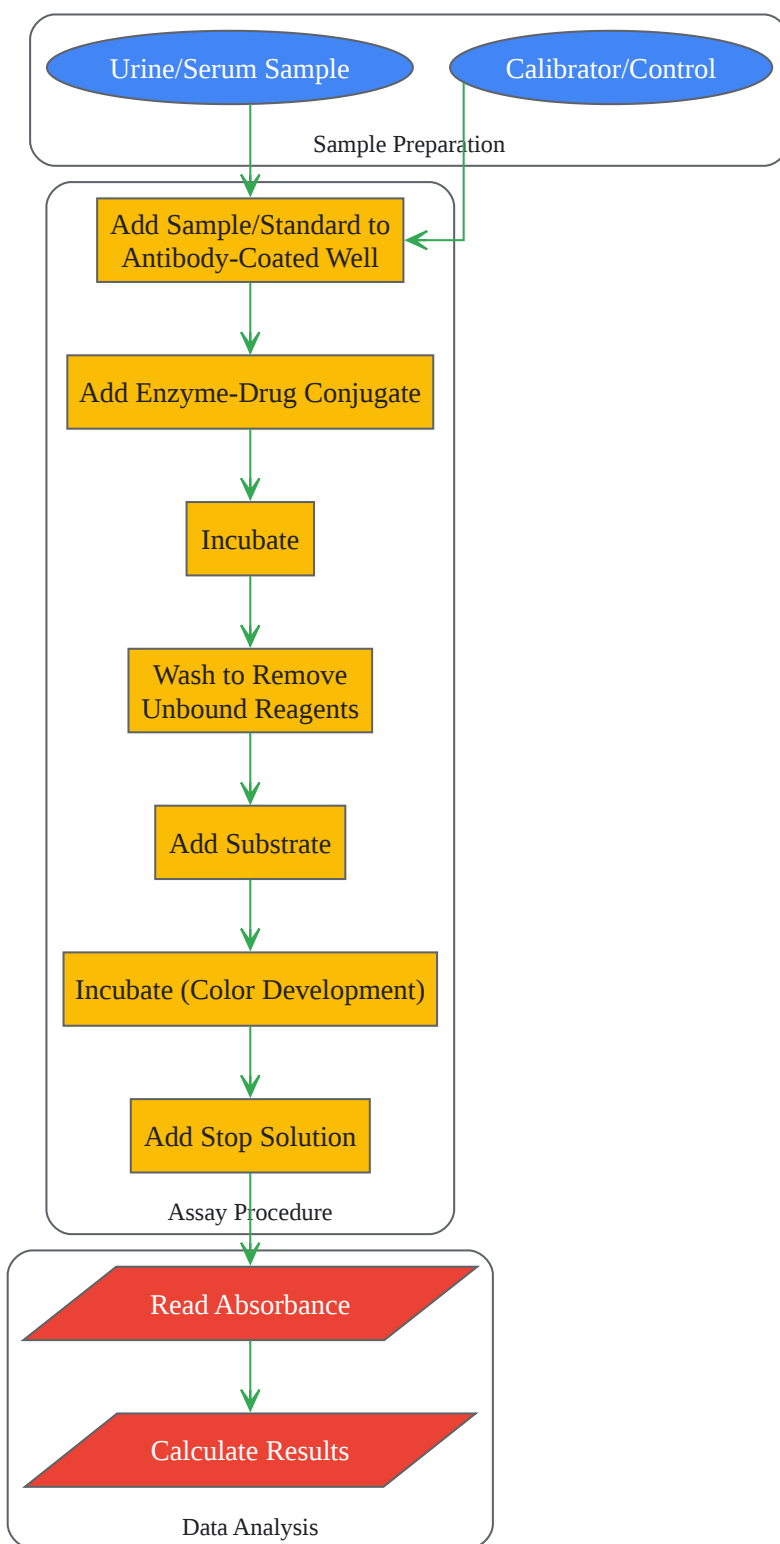 Urine/Serum Sample
Calibrator/Control
Sample Preparation
Add Sample/Standard to
Antibody-Coated Well
Add Enzyme-Drug Conjugate
Incubate
Wash to Remove
Unbound Reagents
Add Substrate
Incubate (Color Development)
Add Stop Solution
Assay Procedure
Read Absorbance
Calculate Results
Data Analysis